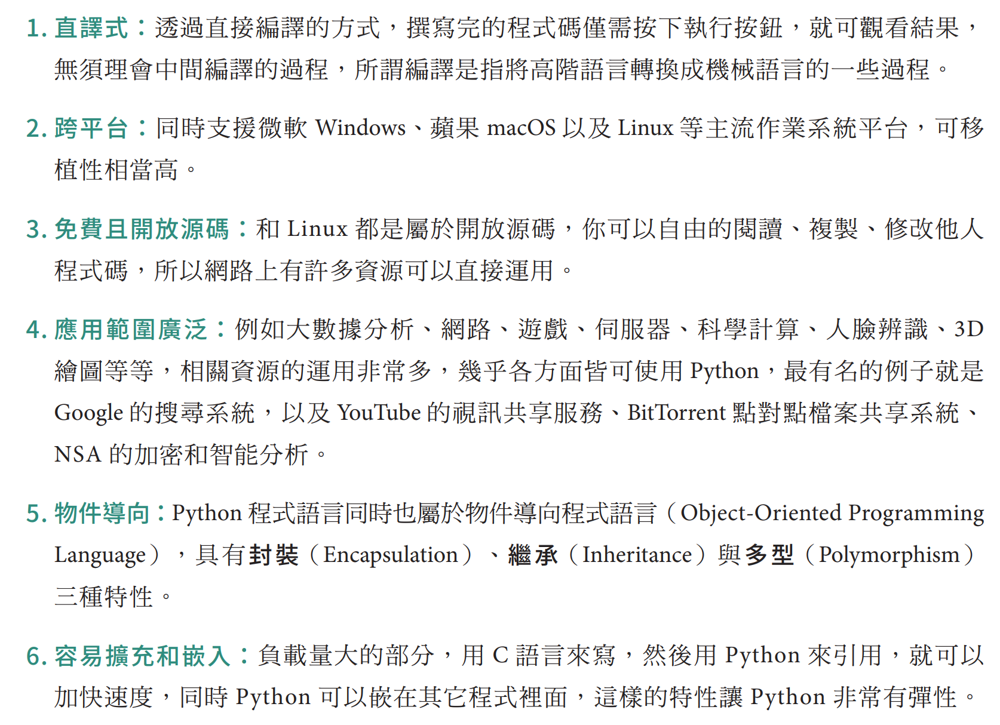 1. 直譯式：透過直接編譯的方式，撰寫完的程式碼僅需按下執行按鈕，就可觀看結果，
無須理會中間編譯的過程，所謂編譯是指將高階語言轉換成機械語言的一些過程。
2. 跨平台：同時支援微軟 Windows、蘋果 macOS 以及 Linux 等主流作業系統平台，可移
植性相當高。
3. 免費且開放源碼：和 Linux 都是屬於開放源碼，你可以自由的閱讀、複製、修改他人
程式碼，所以網路上有許多資源可以直接運用。
4. 應用範圍廣泛：例如大數據分析、網路、遊戲、伺服器、科學計算、人臉辨識、3D
繪圖等等，相關資源的運用非常多，幾乎各方面皆可使用 Python，最有名的例子就是
Google 的搜尋系統，以及 YouTube 的視訊共享服務、BitTorrent 點對點檔案共享系統、
NSA 的加密和智能分析。
5. 物件導向：Python 程式語言同時也屬於物件導向程式語言（Object-Oriented Programming
Language），具有封裝（Encapsulation）、繼承（Inheritance）與多型（Polymorphism）
三種特性。
6. 容易擴充和嵌入：負載量大的部分，用 C 語言來寫，然後用 Python 來引用，就可以
加快速度，同時 Python 可以嵌在其它程式裡面，這樣的特性讓 Python 非常有彈性。